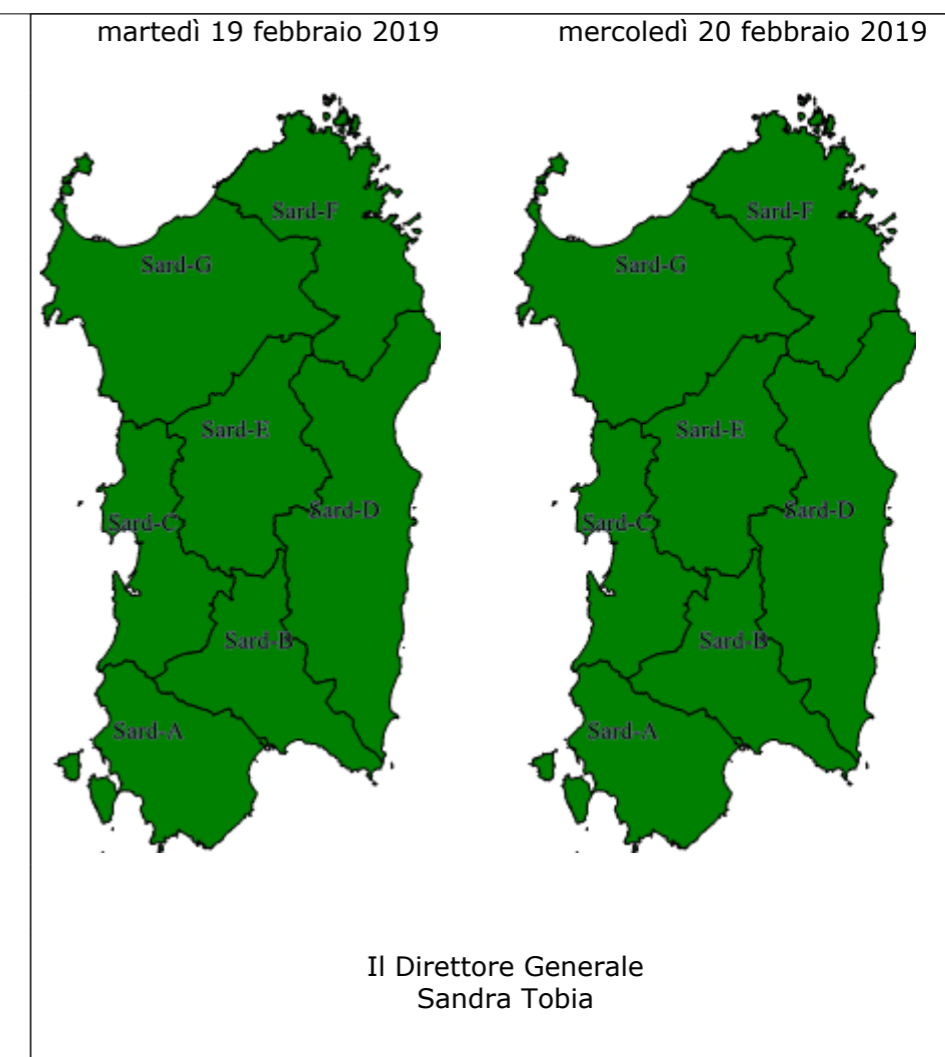 martedì 19 febbraio 2019
mercoledì 20 febbraio 2019
Sard-F
Sard-G
Sard-E
Sard-D
Sard-C
Sard-B
Sard-A
Sard-F
Sard-G
Sard-E
Sard-D
Sard-C
Sard-B
Sard-A
Il Direttore Generale
Sandra Tobia